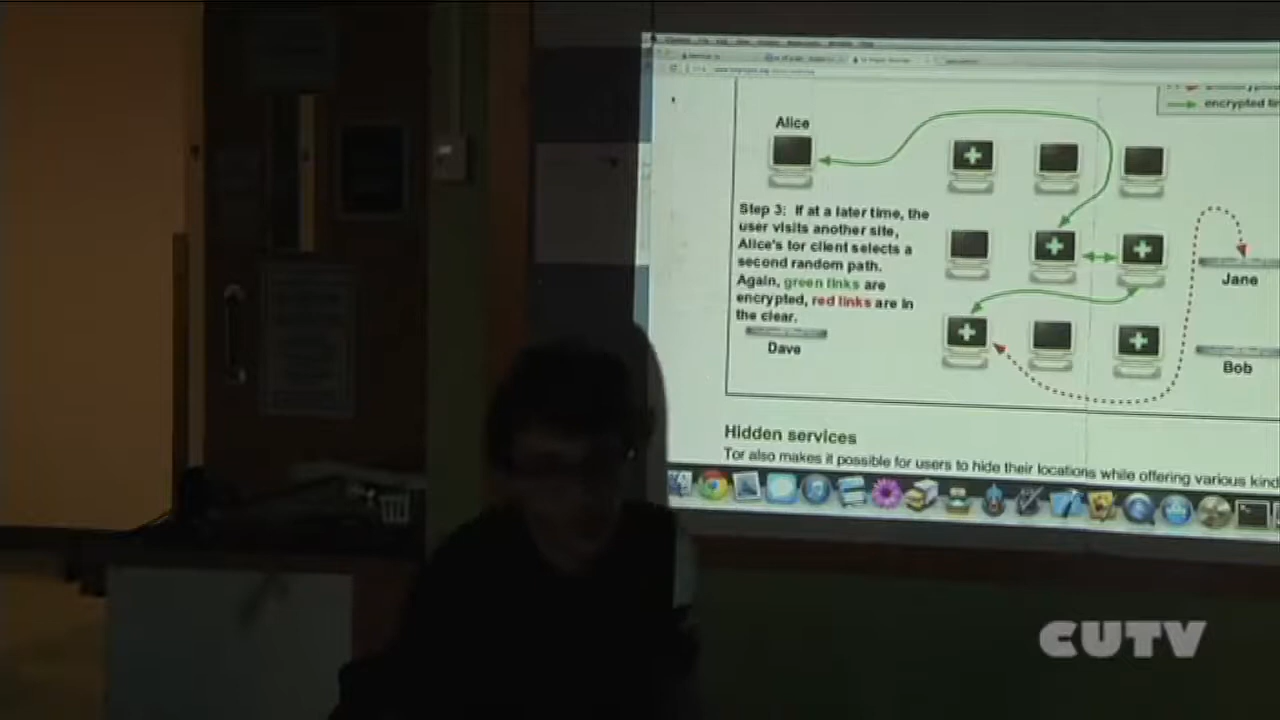 encrypted
Alice
Step 3: If at a later time, the
user visits another site,
Alice's tor client selects a
second random path.
Again, green links are
encrypted, red links are in
the clear.
Dave
Jane
Bob
Hidden services
Tor also makes it possible for users to hide their locations while offering various
CUTV